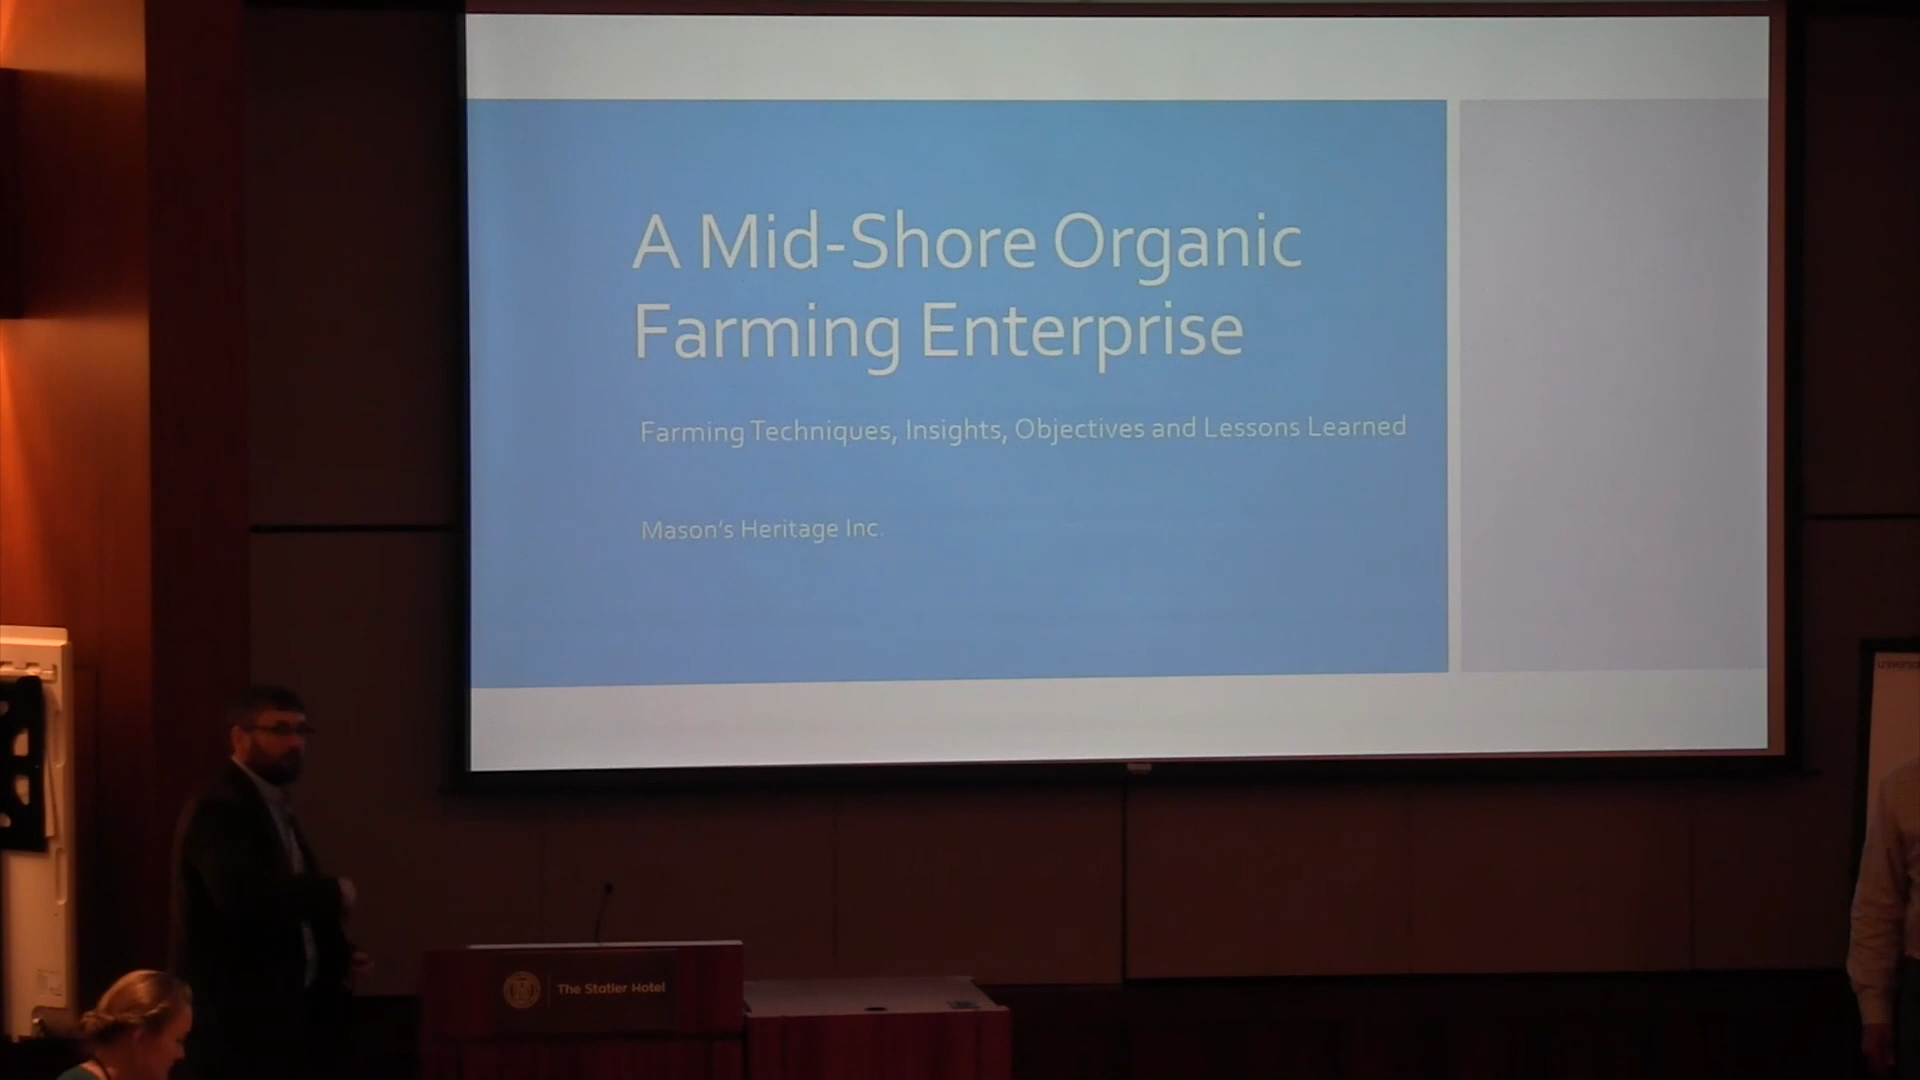 A Mid-Shore Organic
Farming Enterprise
Farming Techniques, Insights, Objectives and Lessons Learned
Mason's Heritage Inc.
The Statler Hotel